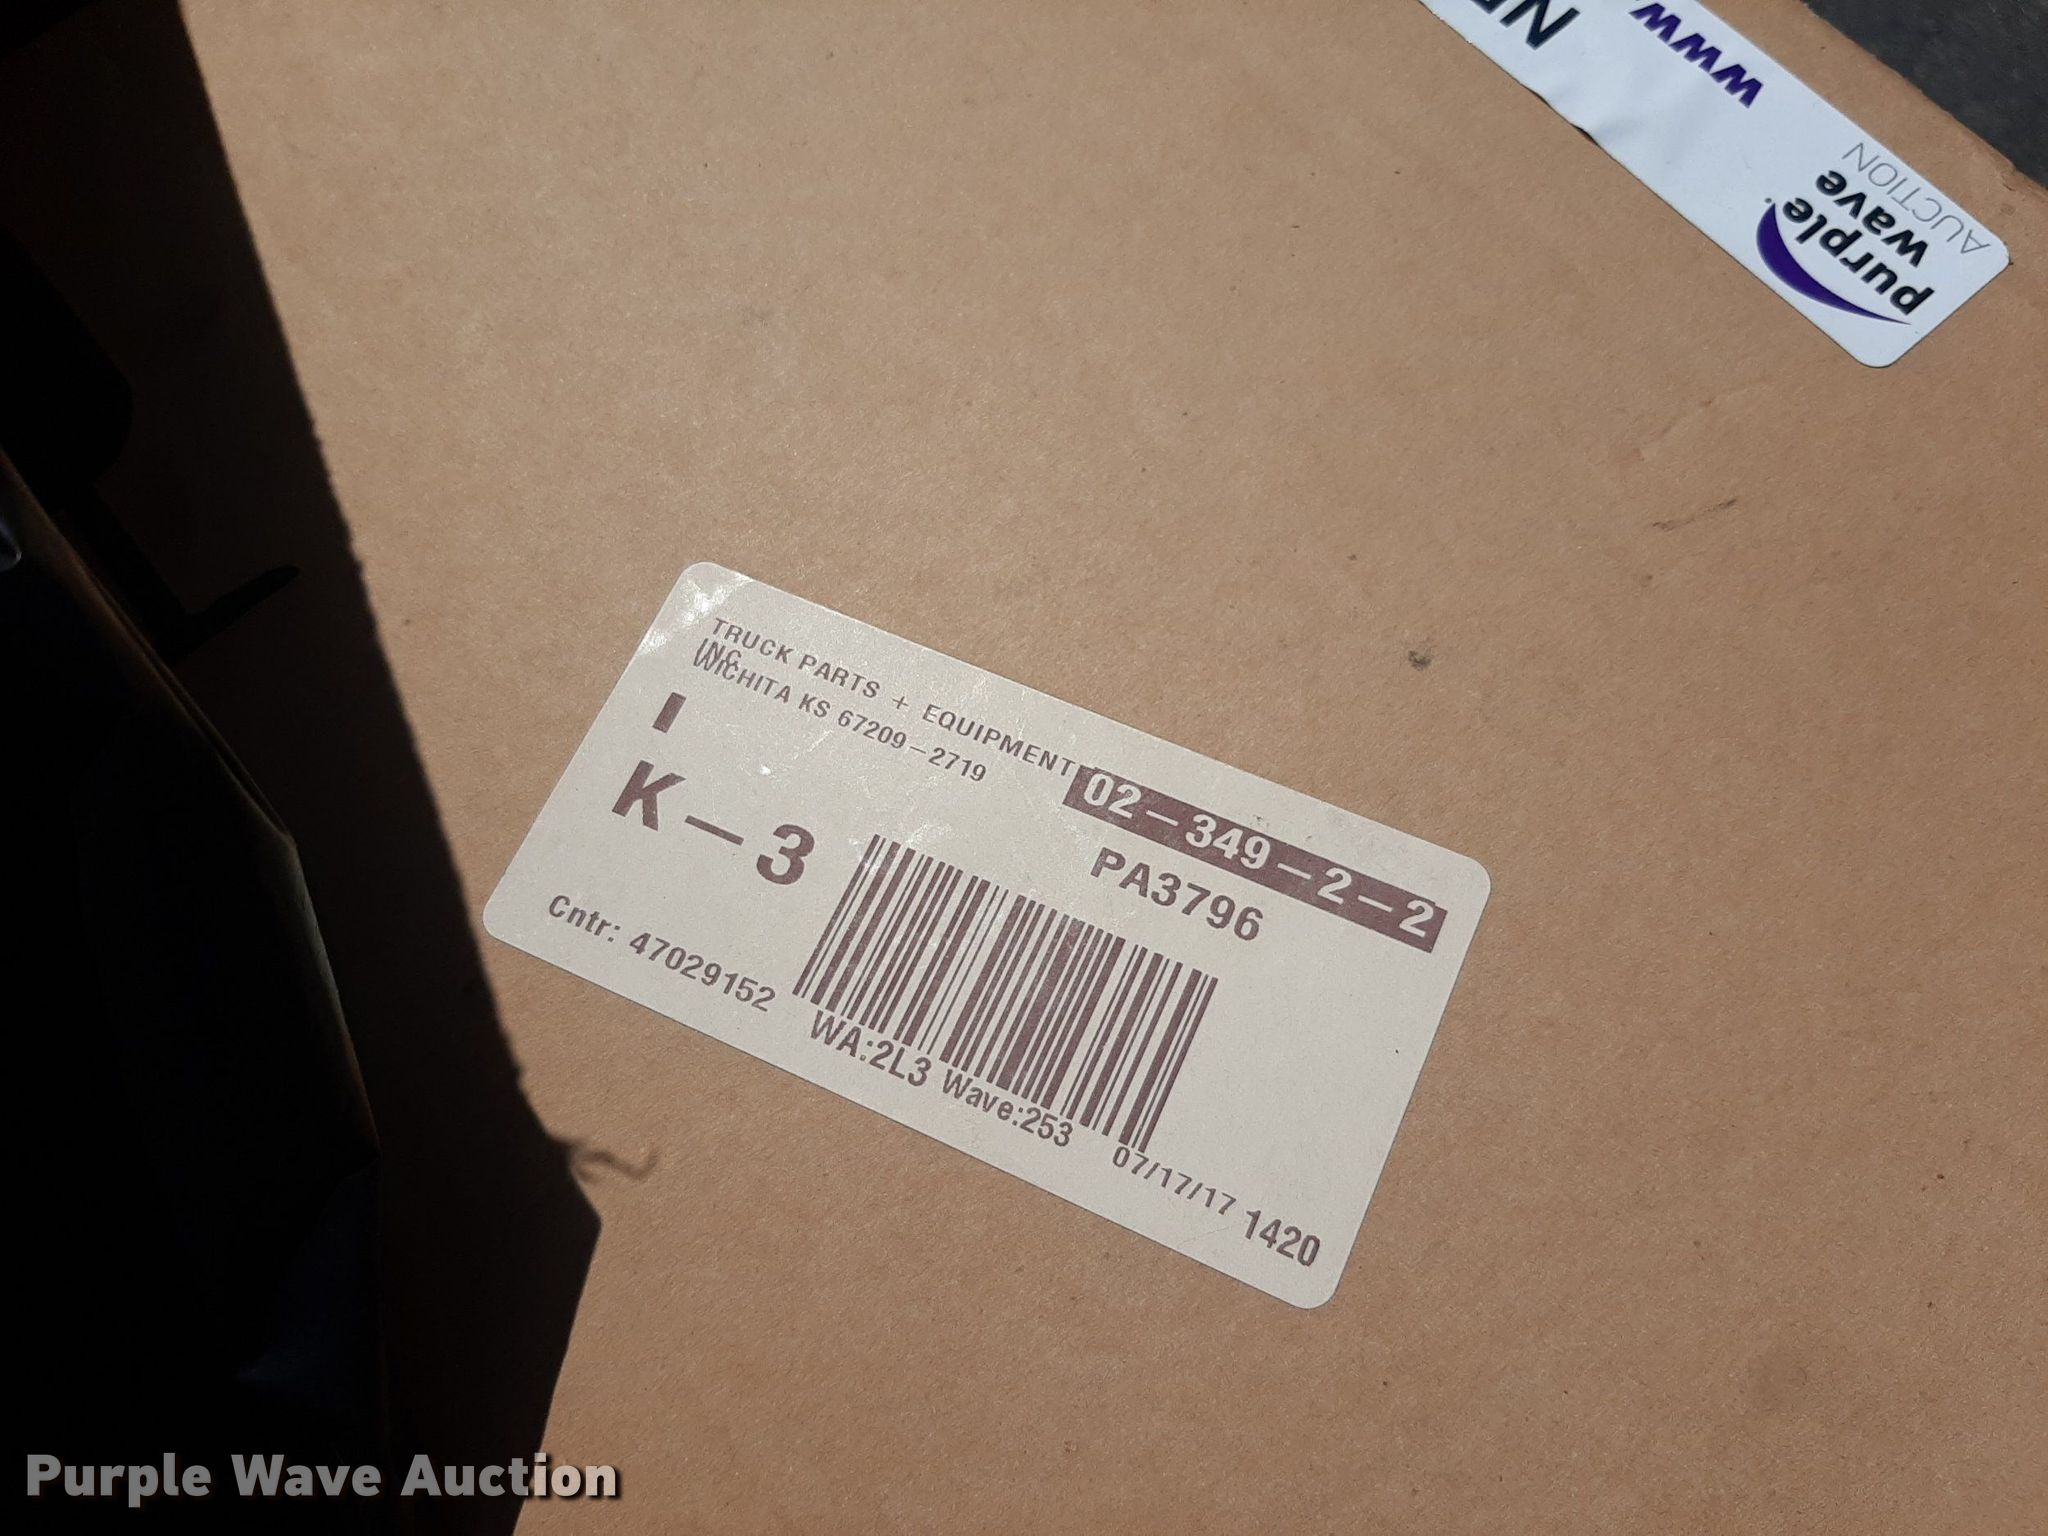 www.
purple
wave
AUCTION
TRUCK PARTS + EQUIPMENT
INC
WICHITA KS 67209-2719
I
02-349-2-2
K-3
PA3796
Cntr: 47029152
WA:2L3 Wave:253
07/17/17 1420
Purple Wave Auction